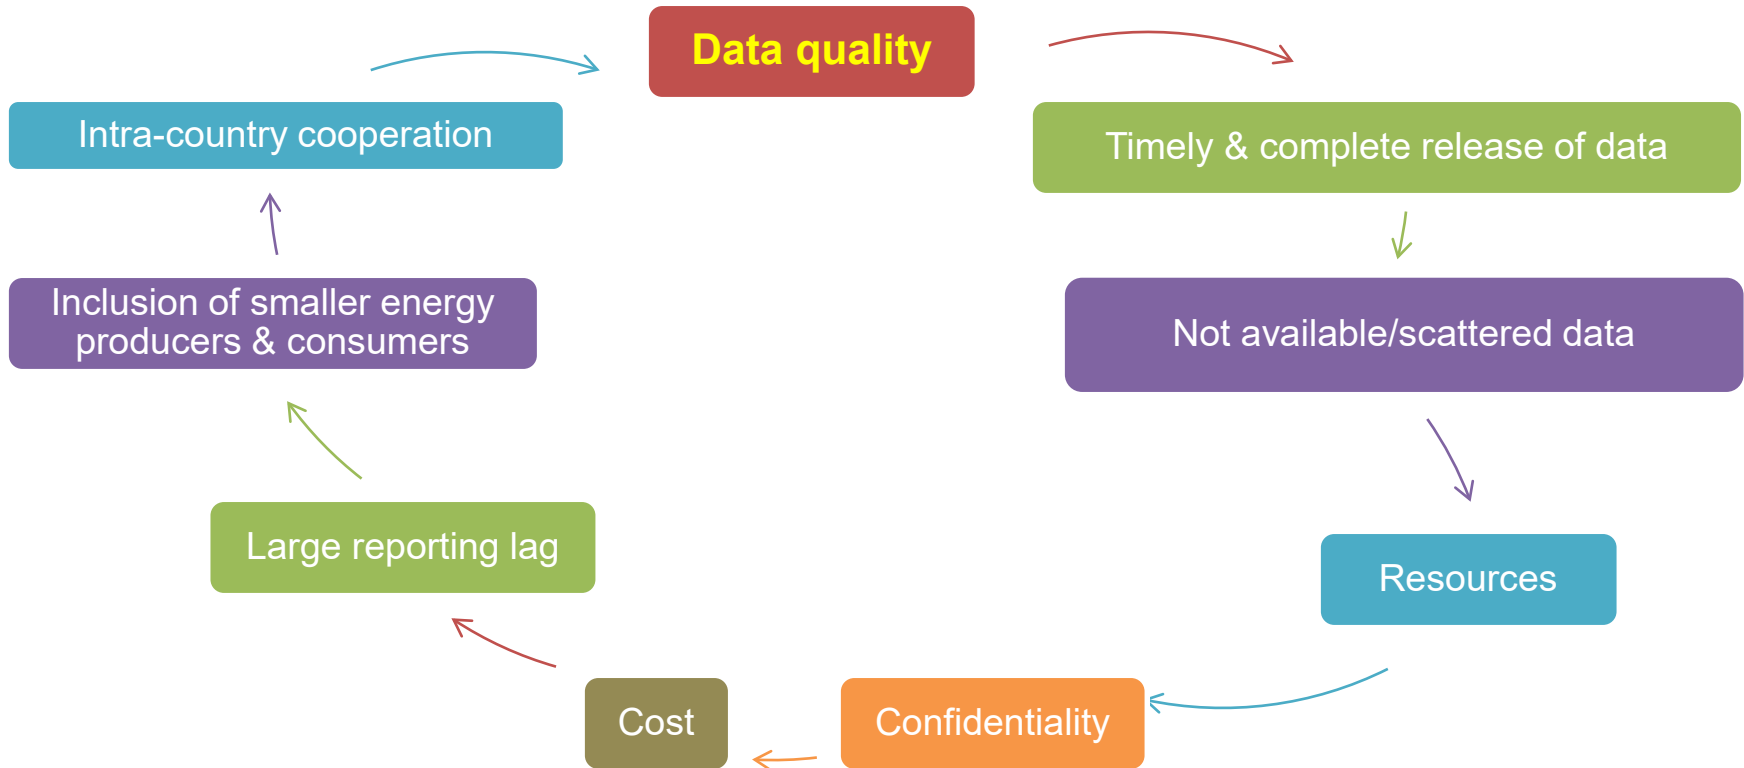 Data quality
Timely & complete release of data
Not available/scattered data
Resources
Confidentiality
Cost
Large reporting lag
Inclusion of smaller energy
producers & consumers
Intra-country cooperation